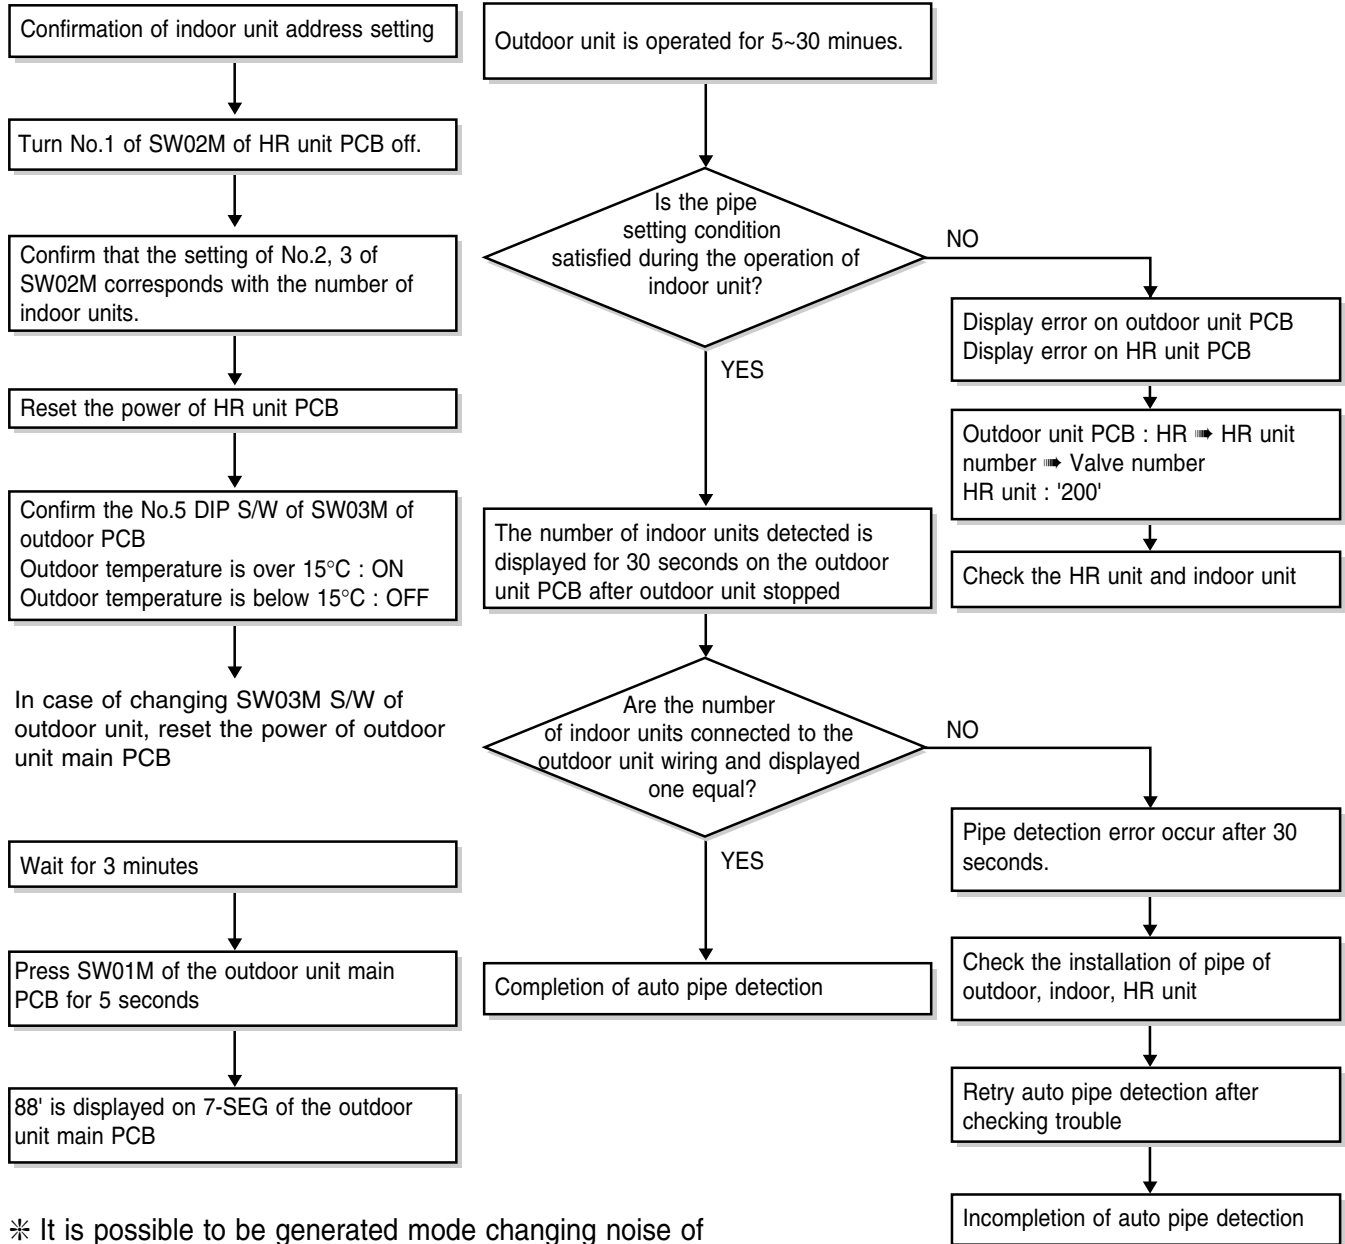 Confirmation of indoor unit address setting
Turn No.1 of SW02M of HR unit PCB off.
Confirm that the setting of No.2, 3 of
SW02M corresponds with the number of
indoor units.
Reset the power of HR unit PCB
Confirm the No.5 DIP S/W of SW03M of
outdoor PCB
Outdoor temperature is over 15°C : ON
Outdoor temperature is below 15°C : OFF
In case of changing SW03M S/W of
outdoor unit, reset the power of outdoor
unit main PCB
Wait for 3 minutes
Press SW01M of the outdoor unit main
PCB for 5 seconds
88' is displayed on 7-SEG of the outdoor
unit main PCB
Outdoor unit is operated for 5~30 minues.
Is the pipe
setting condition
satisfied during the operation of
indoor unit?
NO
YES
Display error on outdoor unit PCB
Display error on HR unit PCB
Outdoor unit PCB : HR ➠ HR unit
number ➠ Valve number
HR unit : '200'
Check the HR unit and indoor unit
The number of indoor units detected is
displayed for 30 seconds on the outdoor
unit PCB after outdoor unit stopped
Are the number
of indoor units connected to the
outdoor unit wiring and displayed
one equal?
NO
YES
Pipe detection error occur after 30
seconds.
Check the installation of pipe of
outdoor, indoor, HR unit
Retry auto pipe detection after
checking trouble
Incompletion of auto pipe detection
Completion of auto pipe detection
❈ It is possible to be generated mode changing noise of